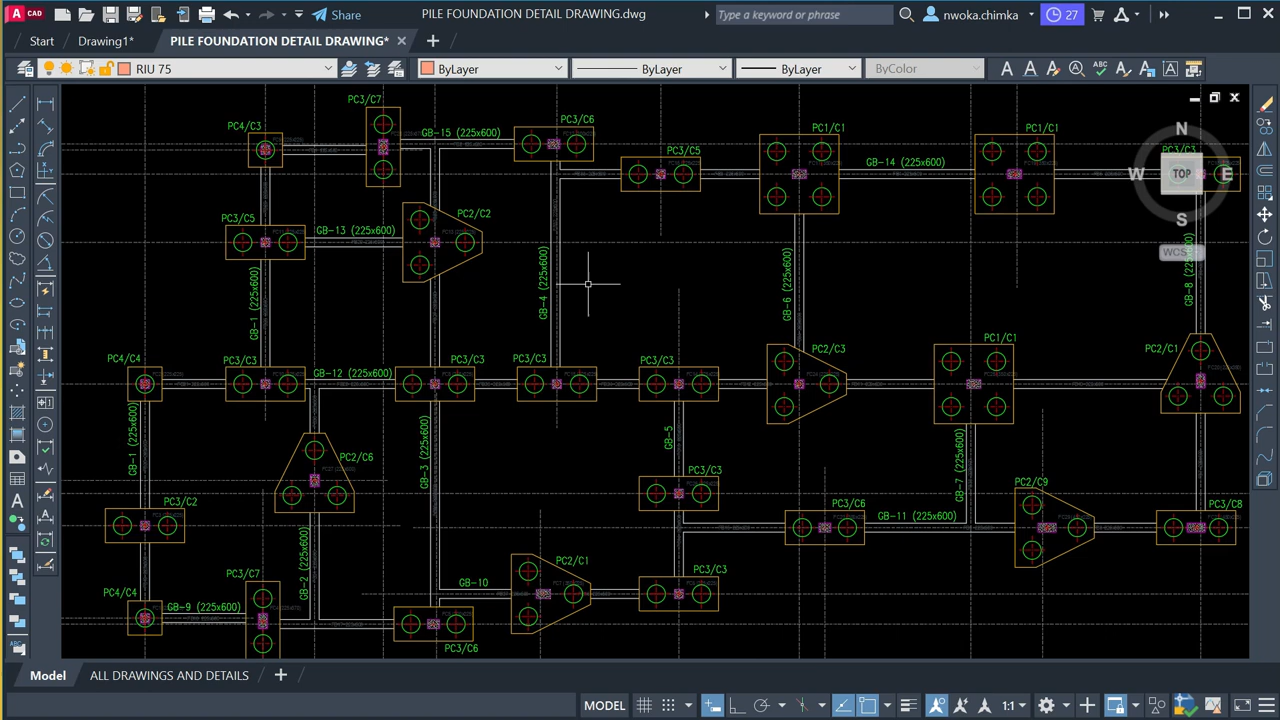 CAD
Share
PILE FOUNDATION DETAIL DRAWING.dwg
Type a keyword or phrase
nwoka.chimka
27
Start
Drawing1*
PILE FOUNDATION DETAIL DRAWING*
RIU 75
ByLayer
ByLayer
ByLayer
ByColor
PC3/C7
PC4/C3
GB-15 (225x600)
PC3/C6
PC3/C5
PC1/C1
GB-14 (225x600)
PC1/C1
PC3/C3
N
W
TOP
E
S
WCS
PC3/C5
GB-13 (225x600)
PC2/C2
GB-1 (225x600)
GB-4 (225x600)
GB-6 (225x600)
GB-8 (225x600)
PC4/C4
PC3/C3
GB-12 (225x600)
PC3/C3
PC3/C3
PC3/C3
PC2/C3
PC1/C1
PC2/C1
GB-1 (225x600)
PC2/C6
GB-3 (225x600)
GB-5
GB-7 (225x600)
PC3/C3
PC2/C9
PC3/C2
PC3/C6
GB-11 (225x600)
PC3/C8
GB-2 (225x600)
PC3/C7
PC2/C1
PC3/C3
PC4/C4
GB-9 (225x600)
GB-10
PC3/C6
Model
ALL DRAWINGS AND DETAILS
MODEL
1:1